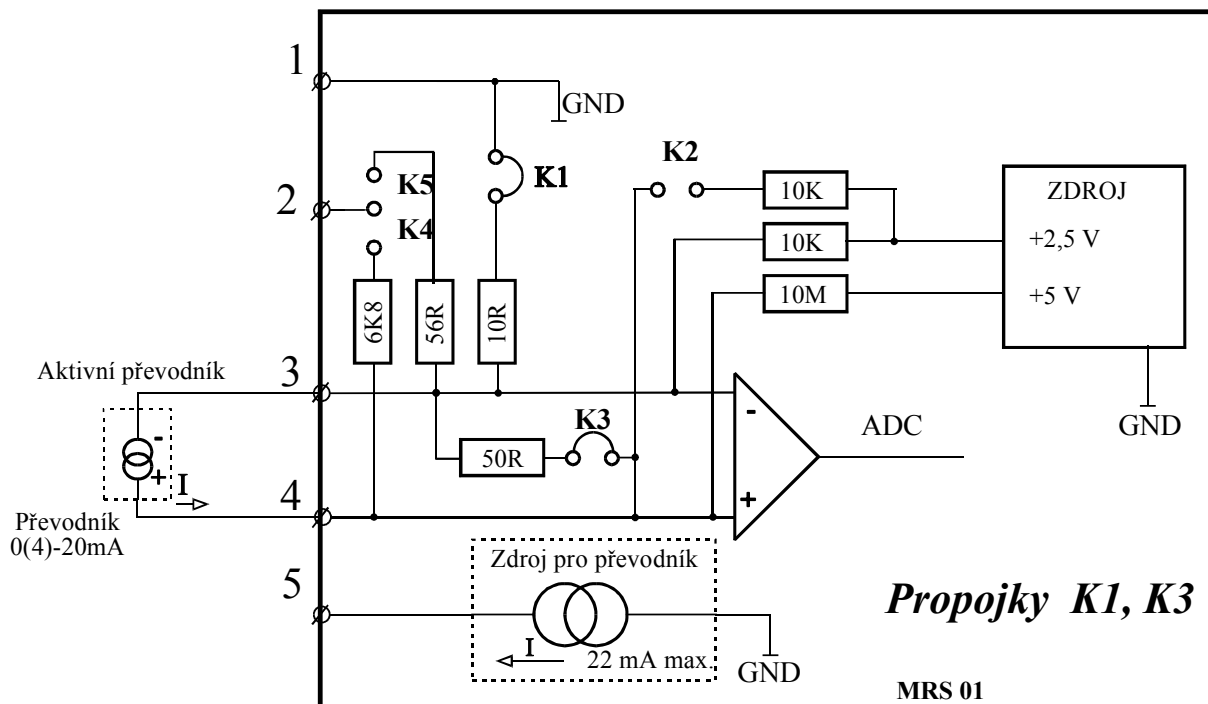 1
GND
K5
K1
K2
10K
ZDROJ
2
K4
10K
+2,5 V
10M
+5 V
6K8
56R
10R
Aktivní převodník
3
-
GND
K3
ADC
-
50R
+
I
4
+
Převodník
0(4)-20mA
Zdroj pro převodník
5
Propojky K1, K3
I
22 mA max.
GND
MRS 01